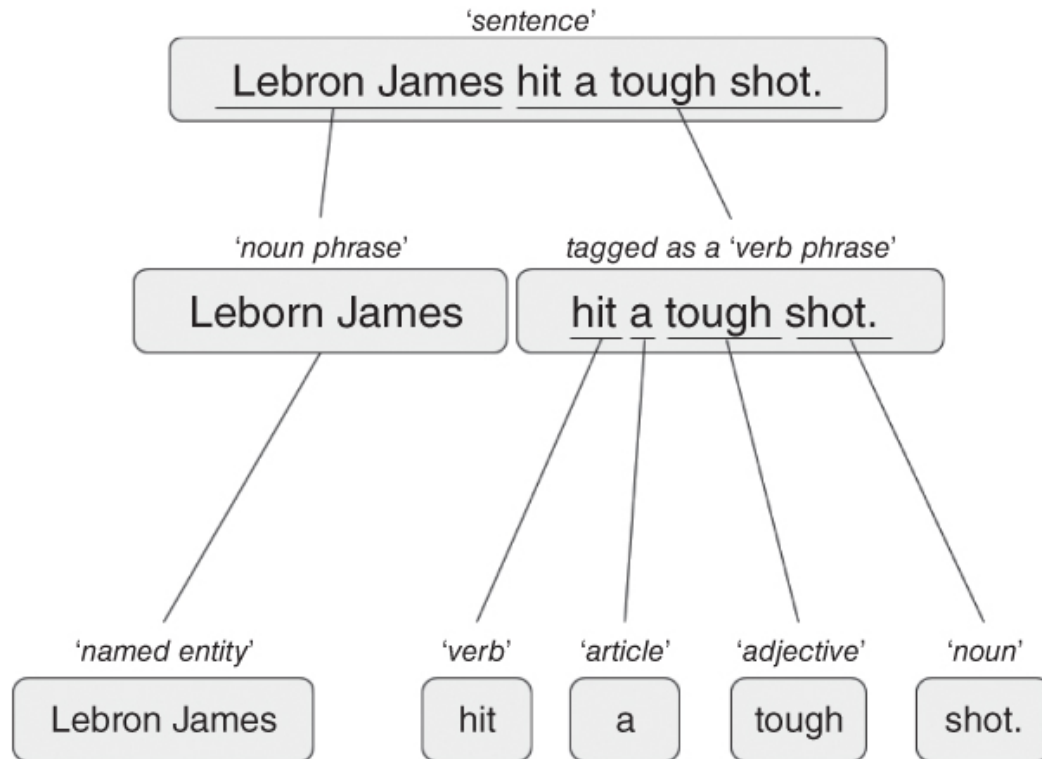 ‘sentence’
Lebron James hit a tough shot.
‘noun phrase’ tagged as a ‘verb phrase’
Leborn James hit a tough shot.
‘named entity’ ‘verb’ ‘article’ ‘adjective’ ‘noun’
Lebron James hit a tough shot.